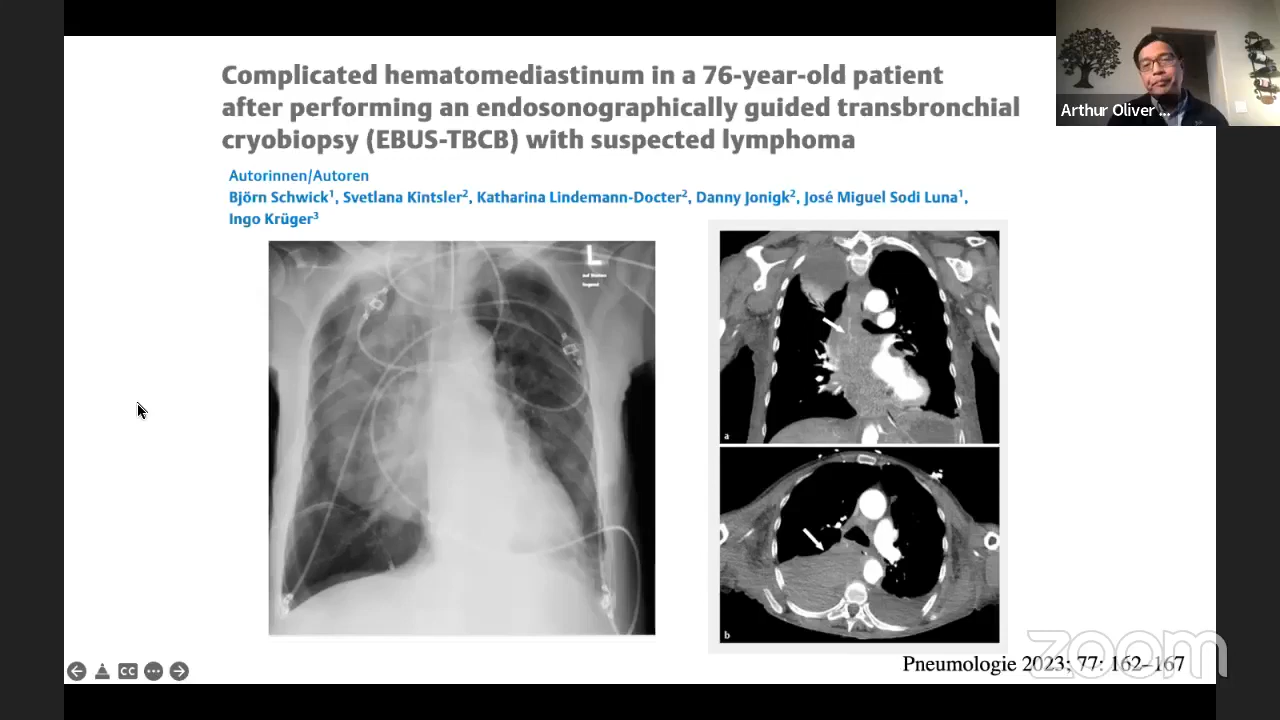 Complicated hematomediastinum in a 76-year-old patient
after performing an endosonographically guided transbronchial
cryobiopsy (EBUS-TBCB) with suspected lymphoma
Arthur Oliver ...
Autorinnen/Autoren
Björn Schwick1, Svetlana Kintsler2, Katharina Lindemann-Docter2, Danny Jonigk2, José Miguel Sodi Luna1,
Ingo Krüger3
L
a
b
Pneumologie 2023; 77: 162–167
zoom
CC